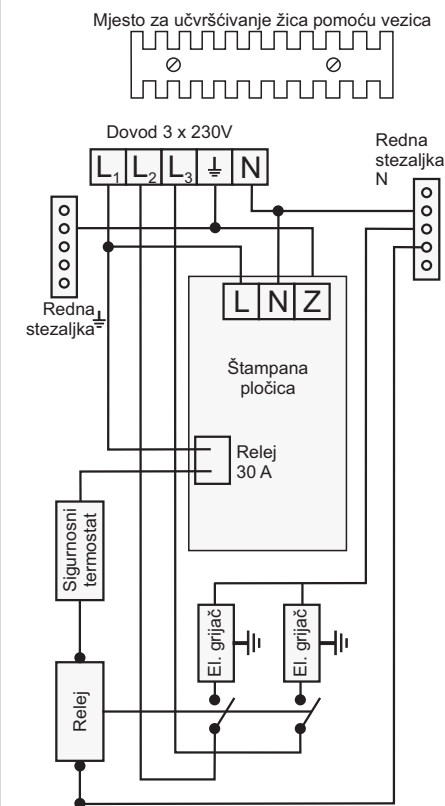 Mjesto za učvršćivanje žica pomoću vezica
Dovod 3 x 230V
L1 L2 L3 ⏚ N
Redna
stezaljka
N
Redna
stezaljka ⏚
L N Z
Štampana
pločica
Relej
30 A
Sigurnosni
termostat
El. grijač
El. grijač
Relej